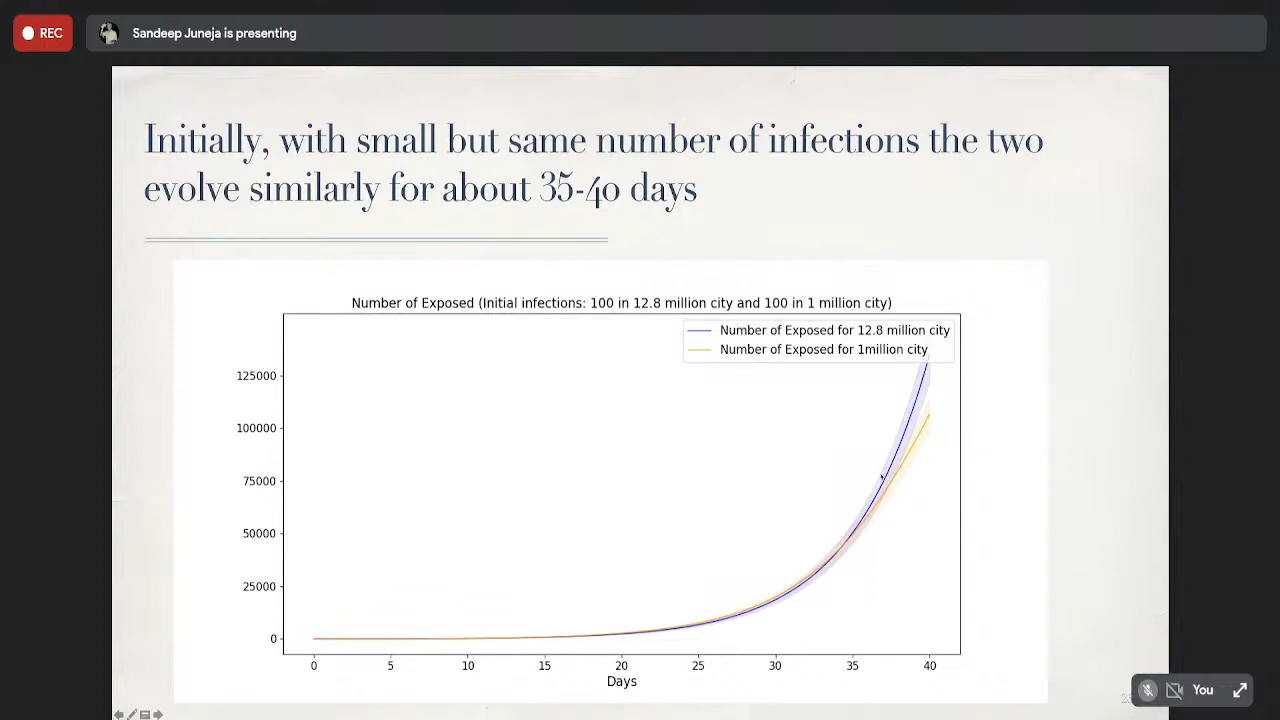 REC
Sandeep Juneja is presenting
Initially, with small but same number of infections the two
evolve similarly for about 35-40 days
Number of Exposed (Initial infections: 100 in 12.8 million city and 100 in 1 million city)
Number of Exposed for 12.8 million city
Number of Exposed for 1million city
125000
100000
75000
50000
25000
0
0 5 10 15 20 25 30 35 40
Days
You